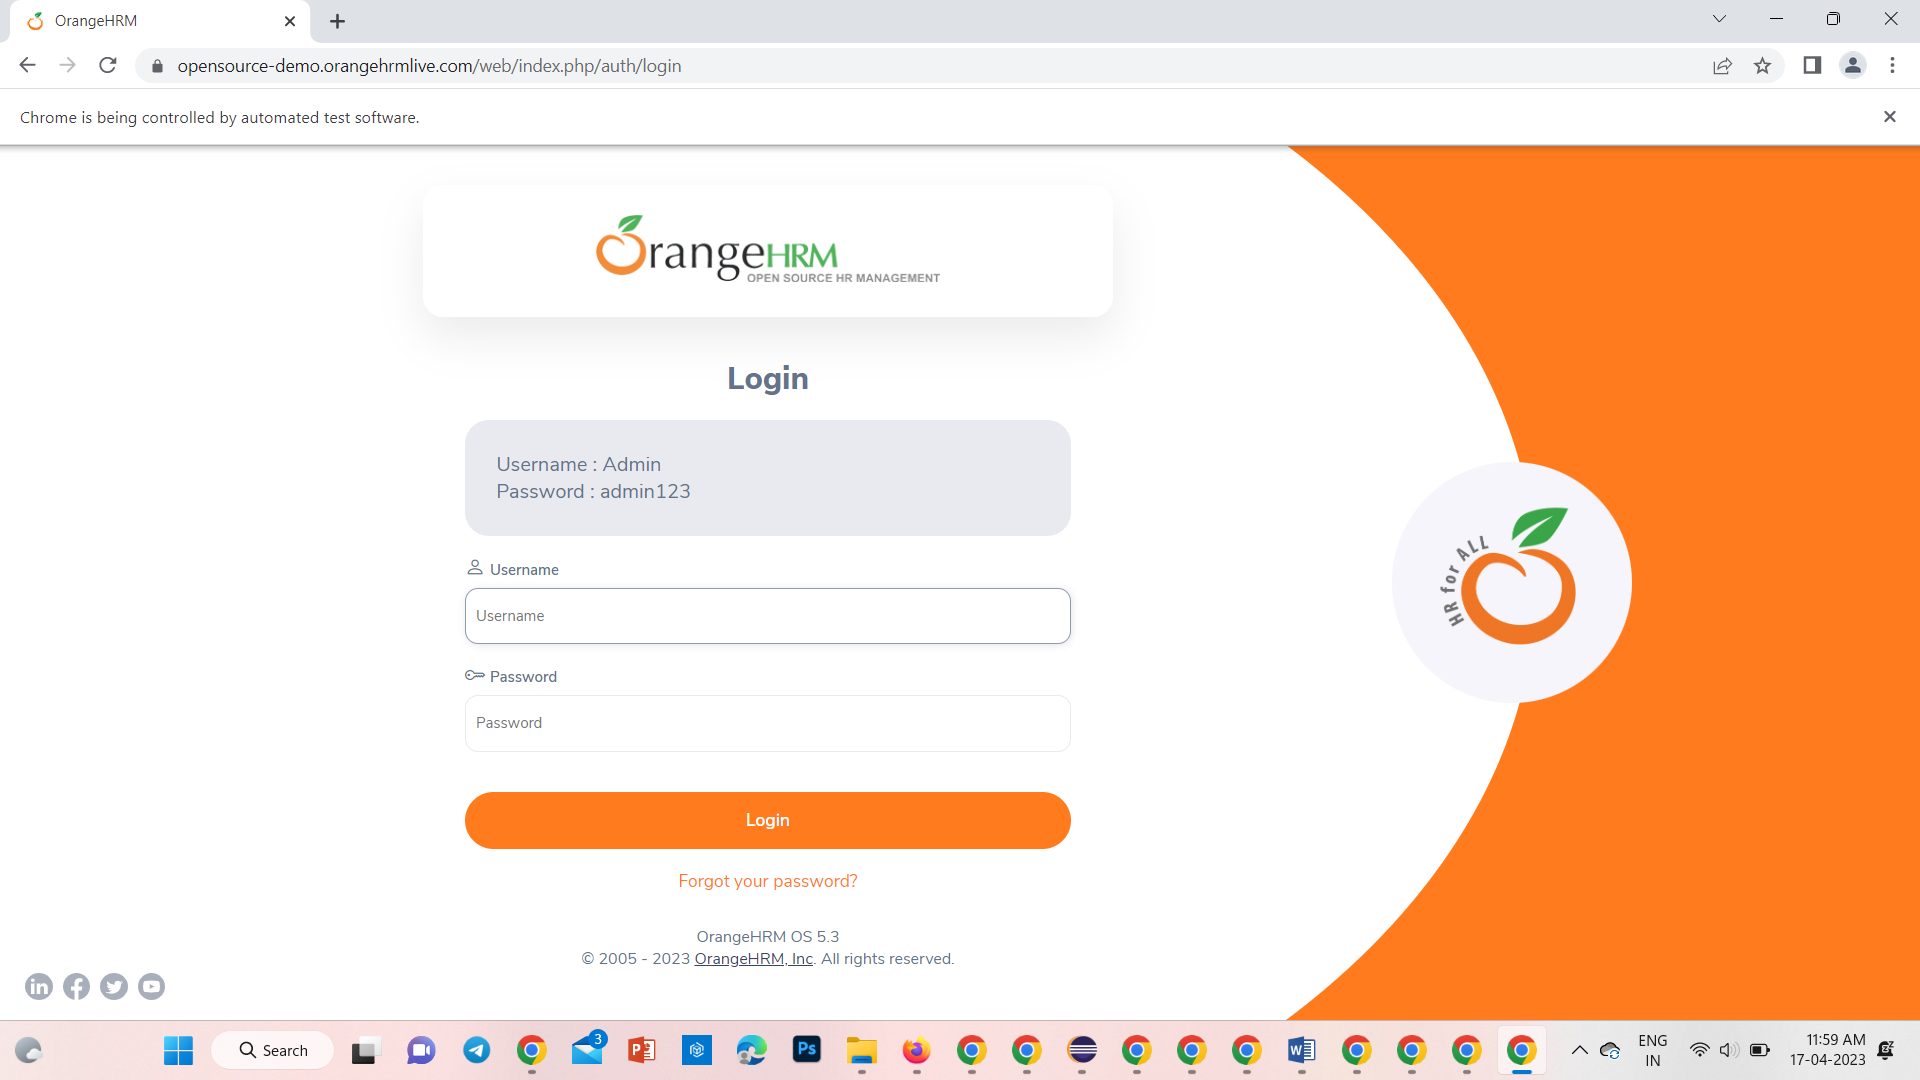 OrangeHRM
opensource-demo.orangehrmlive.com/web/index.php/auth/login
Chrome is being controlled by automated test software.
OrangeHRM
OPEN SOURCE HR MANAGEMENT
Login
Username : Admin
Password : admin123
Username
Username
Password
Password
Login
Forgot your password?
OrangeHRM OS 5.3
© 2005 - 2023 OrangeHRM, Inc. All rights reserved.
HR for ALL
Search
3
Ps
ENG
IN
11:59 AM
17-04-2023